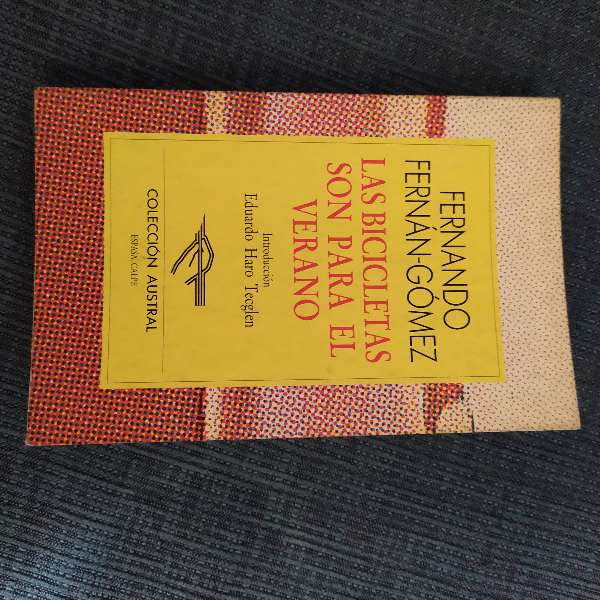 FERNANDO
FERNÁN-GÓMEZ
LAS BICICLETAS
SON PARA EL
VERANO
Introducción
Eduardo Haro Tecglen
COLECCIÓN AUSTRAL
ESPASA CALPE